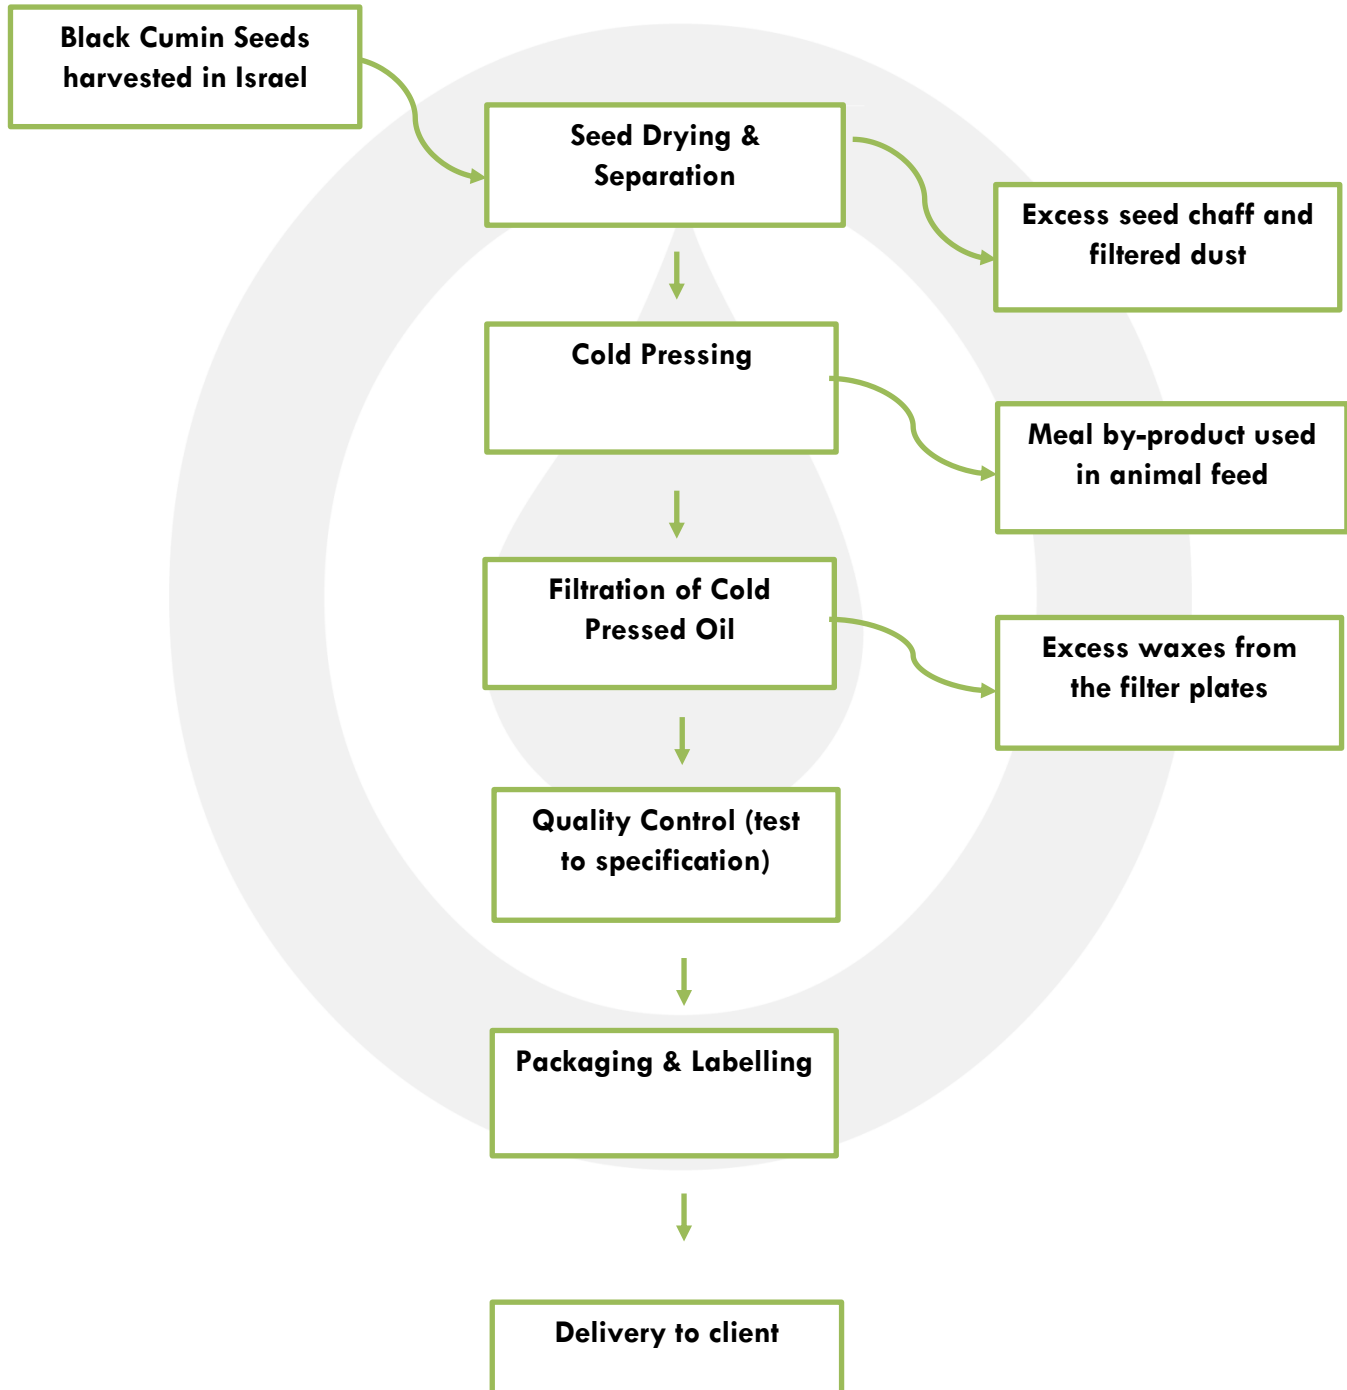 Black Cumin Seeds
harvested in Israel
Seed Drying &
Separation
Excess seed chaff and
filtered dust
Cold Pressing
Meal by-product used
in animal feed
Filtration of Cold
Pressed Oil
Excess waxes from
the filter plates
Quality Control (test
to specification)
Packaging & Labelling
Delivery to client